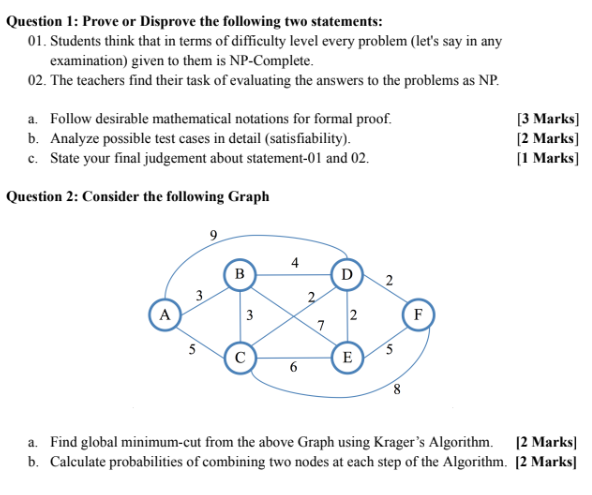 Question 1: Prove or Disprove the following two statements:
01. Students think that in terms of difficulty level every problem (let's say in any
examination) given to them is NP-Complete.
02. The teachers find their task of evaluating the answers to the problems as NP.
a. Follow desirable mathematical notations for formal proof. [3 Marks]
b. Analyze possible test cases in detail (satisfiability). [2 Marks]
c. State your final judgement about statement-01 and 02. [1 Marks]
Question 2: Consider the following Graph
9
4
B
D
2
3
2
A
3
7
2
F
5
C
E
5
6
8
a. Find global minimum-cut from the above Graph using Krager's Algorithm. [2 Marks]
b. Calculate probabilities of combining two nodes at each step of the Algorithm. [2 Marks]